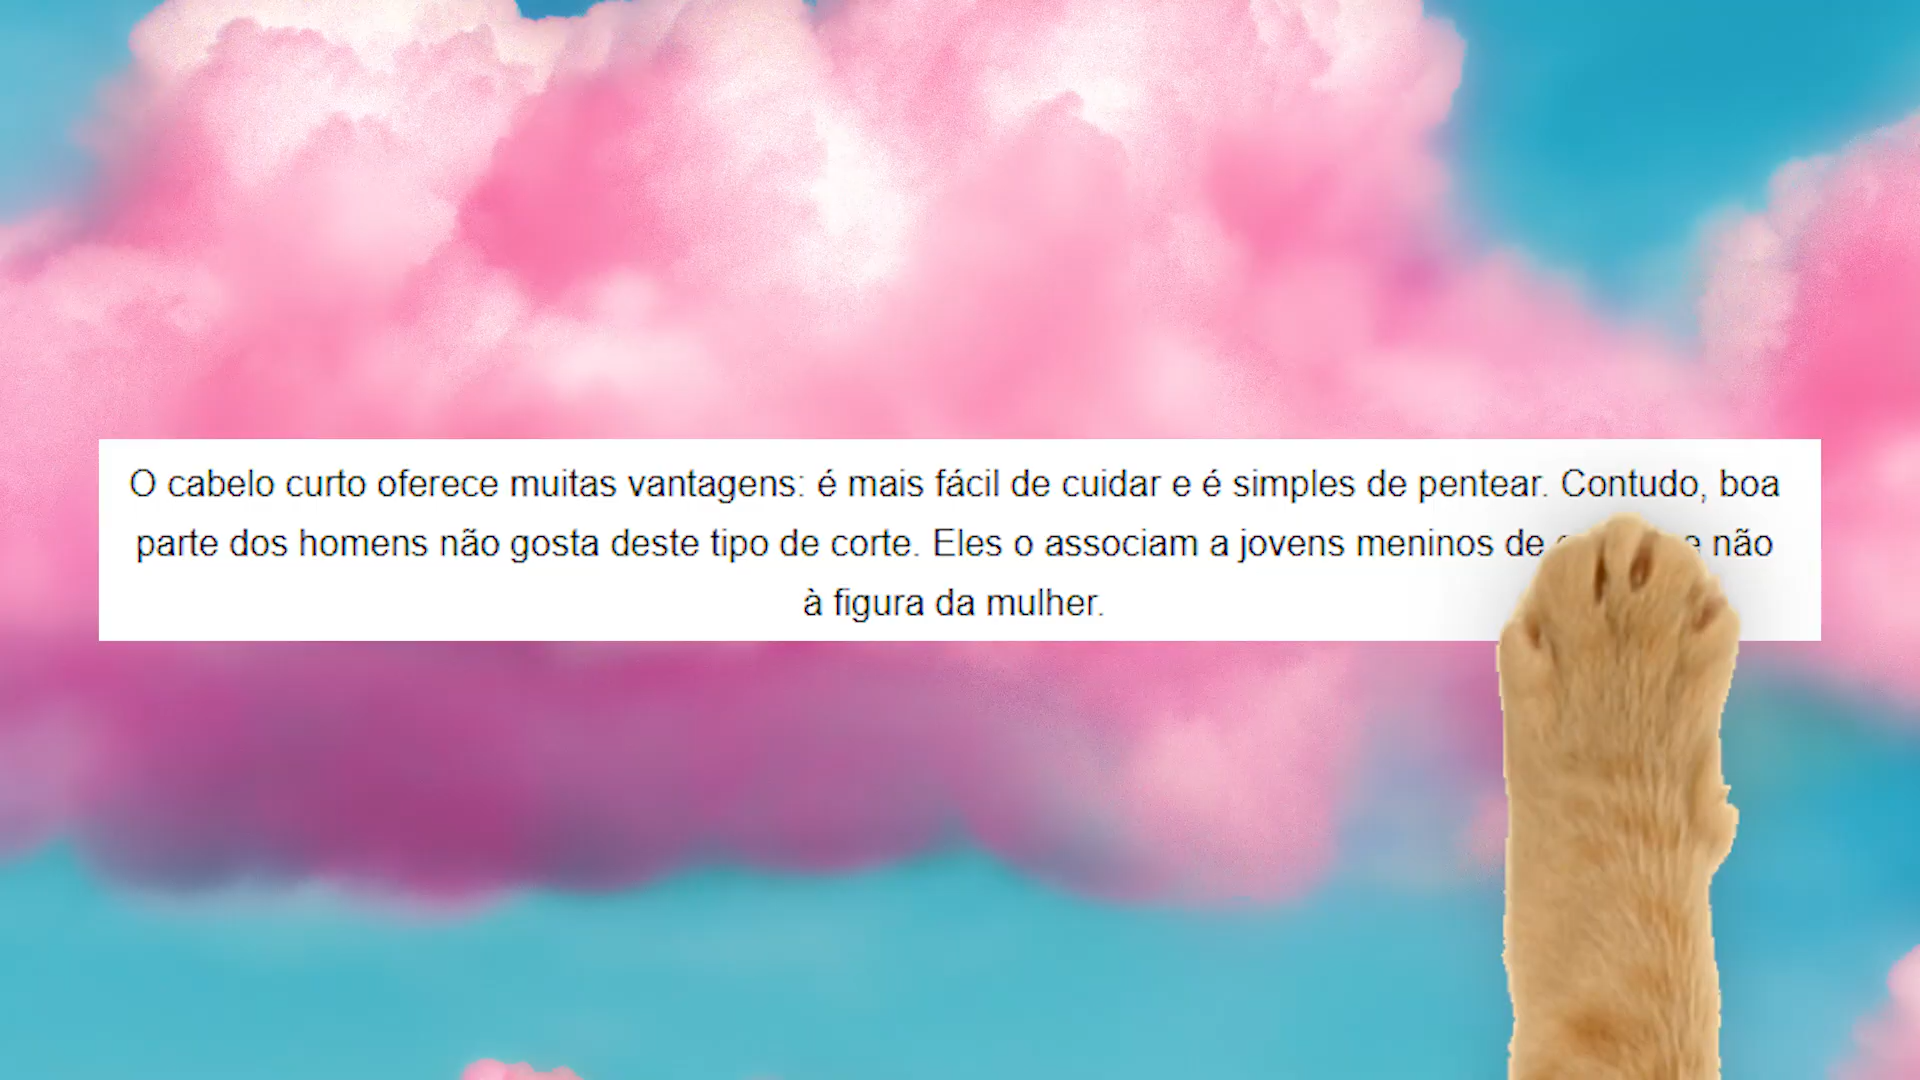 O cabelo curto oferece muitas vantagens: é mais fácil de cuidar e é simples de pentear. Contudo, boa
parte dos homens não gosta deste tipo de corte. Eles o associam a jovens meninos de e não
à figura da mulher.